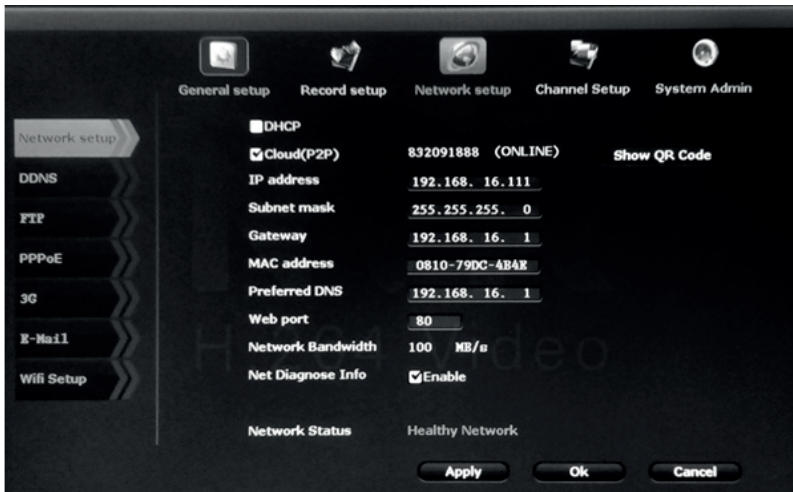 General setup Record setup Network setup Channel Setup System Admin
Network setup
DDNS
FTP
PPPoE
3G
E-Mail
Wifi Setup
DHCP
Cloud(P2P) 832091888 (ONLINE) Show QR Code
IP address 192.168. 16.111
Subnet mask 255.255.255. 0
Gateway 192.168. 16. 1
MAC address 0810-79DC-4B4E
Preferred DNS 192.168. 16. 1
Web port 80
Network Bandwidth 100 MB/s
Net Diagnose Info Enable
Network Status Healthy Network
Apply Ok Cancel
H.264 Video